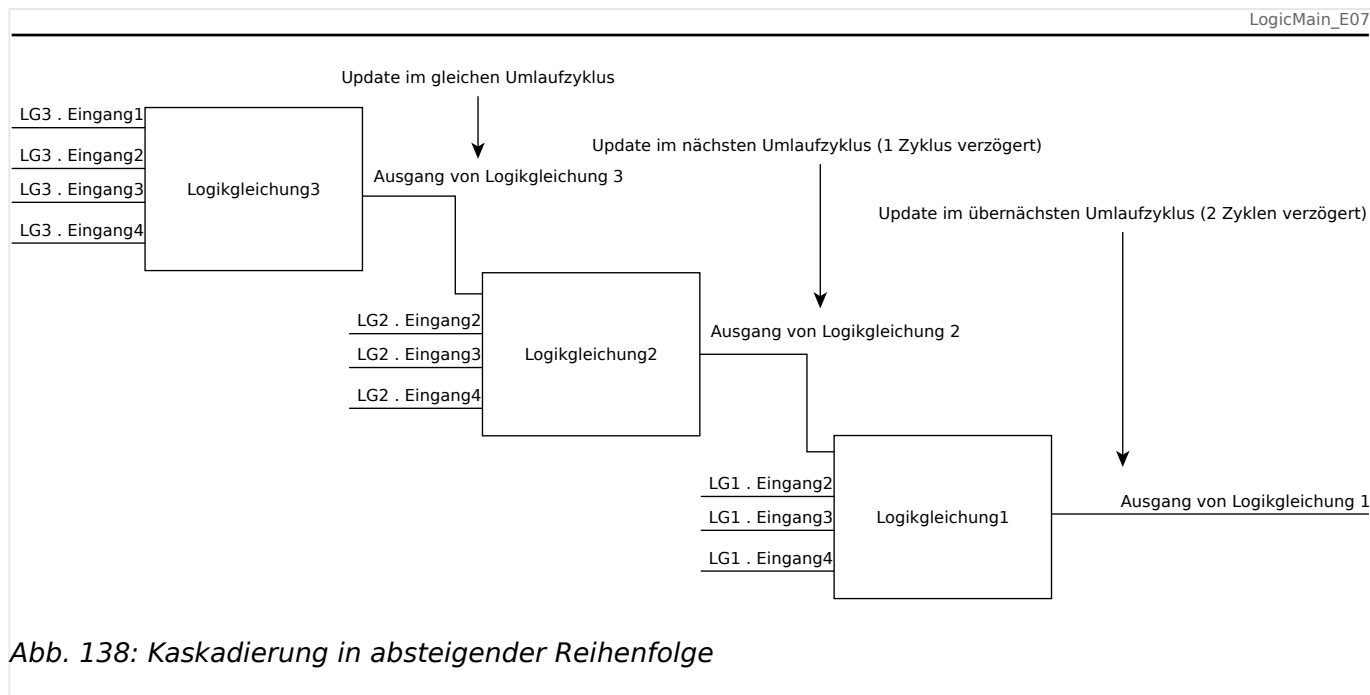 LogicMain_E07
Update im gleichen Umlaufzyklus
LG3 . Eingang1
LG3 . Eingang2
LG3 . Eingang3
LG3 . Eingang4
Logikgleichung3
Ausgang von Logikgleichung 3
Update im nächsten Umlaufzyklus (1 Zyklus verzögert)
LG2 . Eingang2
LG2 . Eingang3
LG2 . Eingang4
Logikgleichung2
Ausgang von Logikgleichung 2
Update im übernächsten Umlaufzyklus (2 Zyklen verzögert)
LG1 . Eingang2
LG1 . Eingang3
LG1 . Eingang4
Logikgleichung1
Ausgang von Logikgleichung 1
Abb. 138: Kaskadierung in absteigender Reihenfolge